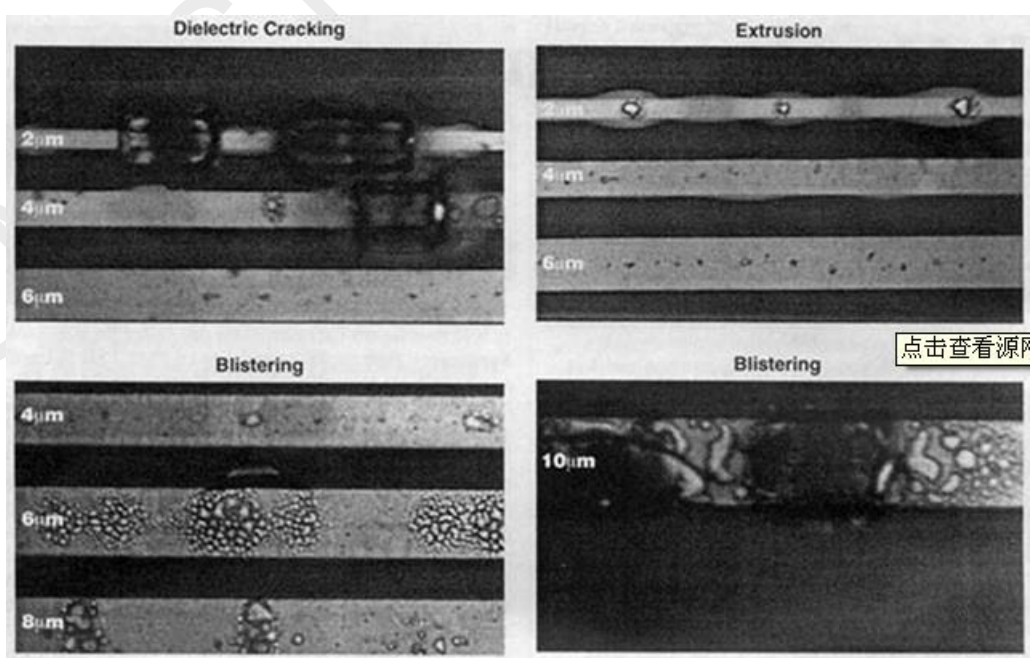 Dielectric Cracking
2µm
4µm
6µm
Extrusion
2µm
4µm
6µm
点击查看源网
Blistering
4µm
6µm
8µm
Blistering
10µm